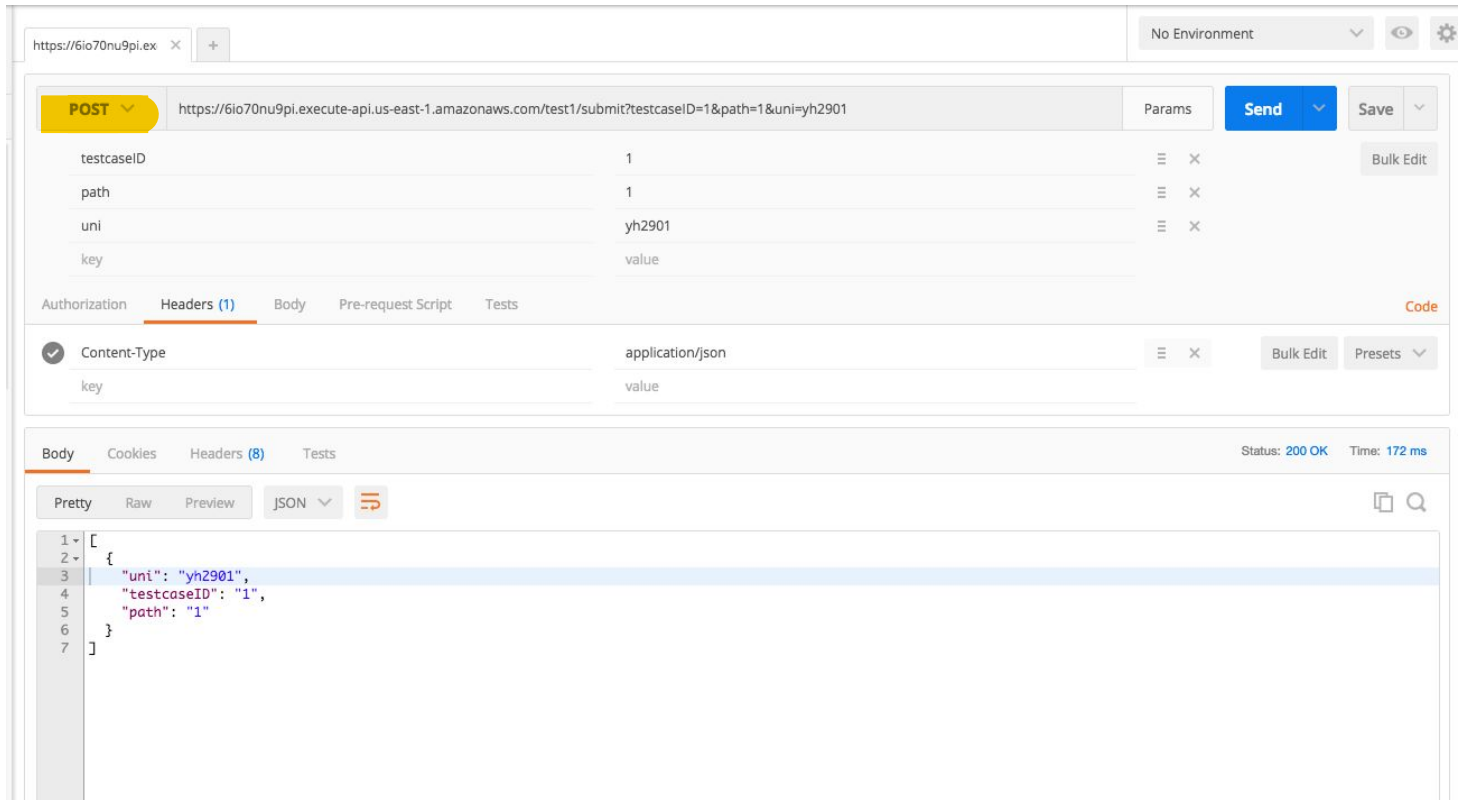 https://6io70nu9pi.ex
No Environment
POST https://6io70nu9pi.execute-api.us-east-1.amazonaws.com/test1/submit?testcaseID=1&path=1&uni=yh2901 Params Send Save
testcaseID 1 Bulk Edit
path 1
uni yh2901
key value
Authorization Headers (1) Body Pre-request Script Tests Code
Content-Type application/json Bulk Edit Presets
key value
Body Cookies Headers (8) Tests Status: 200 OK Time: 172 ms
Pretty Raw Preview JSON
1 [
2 {
3 "uni": "yh2901",
4 "testcaseID": "1",
5 "path": "1"
6 }
7 ]